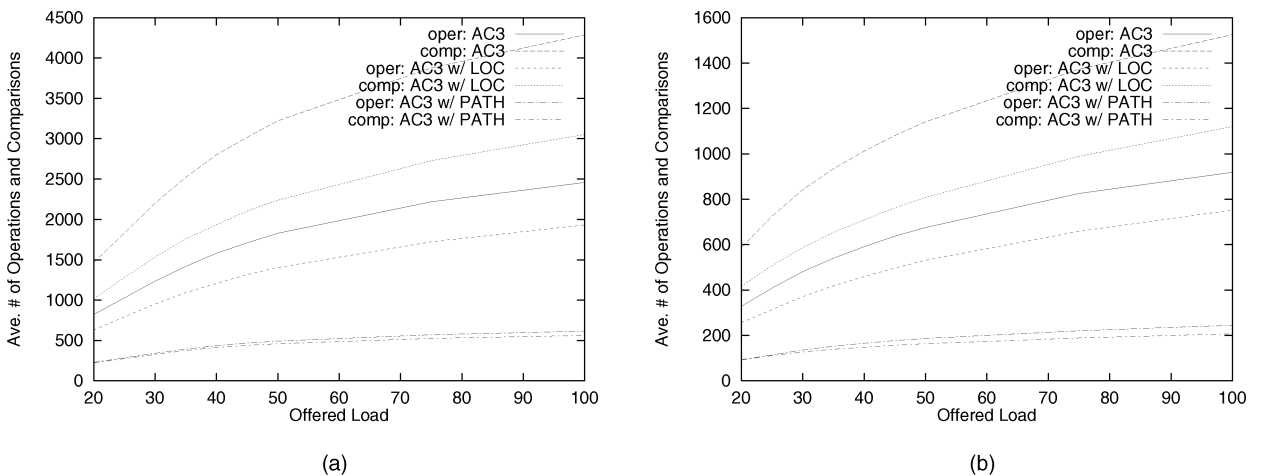 Ave. # of Operations and Comparisons
4500
4000
3500
3000
2500
2000
1500
1000
500
0
oper: AC3
comp: AC3
oper: AC3 w/ LOC
comp: AC3 w/ LOC
oper: AC3 w/ PATH
comp: AC3 w/ PATH
20 30 40 50 60 70 80 90 100
Offered Load
(a)
Ave. # of Operations and Comparisons
1600
1400
1200
1000
800
600
400
200
0
oper: AC3
comp: AC3
oper: AC3 w/ LOC
comp: AC3 w/ LOC
oper: AC3 w/ PATH
comp: AC3 w/ PATH
20 30 40 50 60 70 80 90 100
Offered Load
(b)